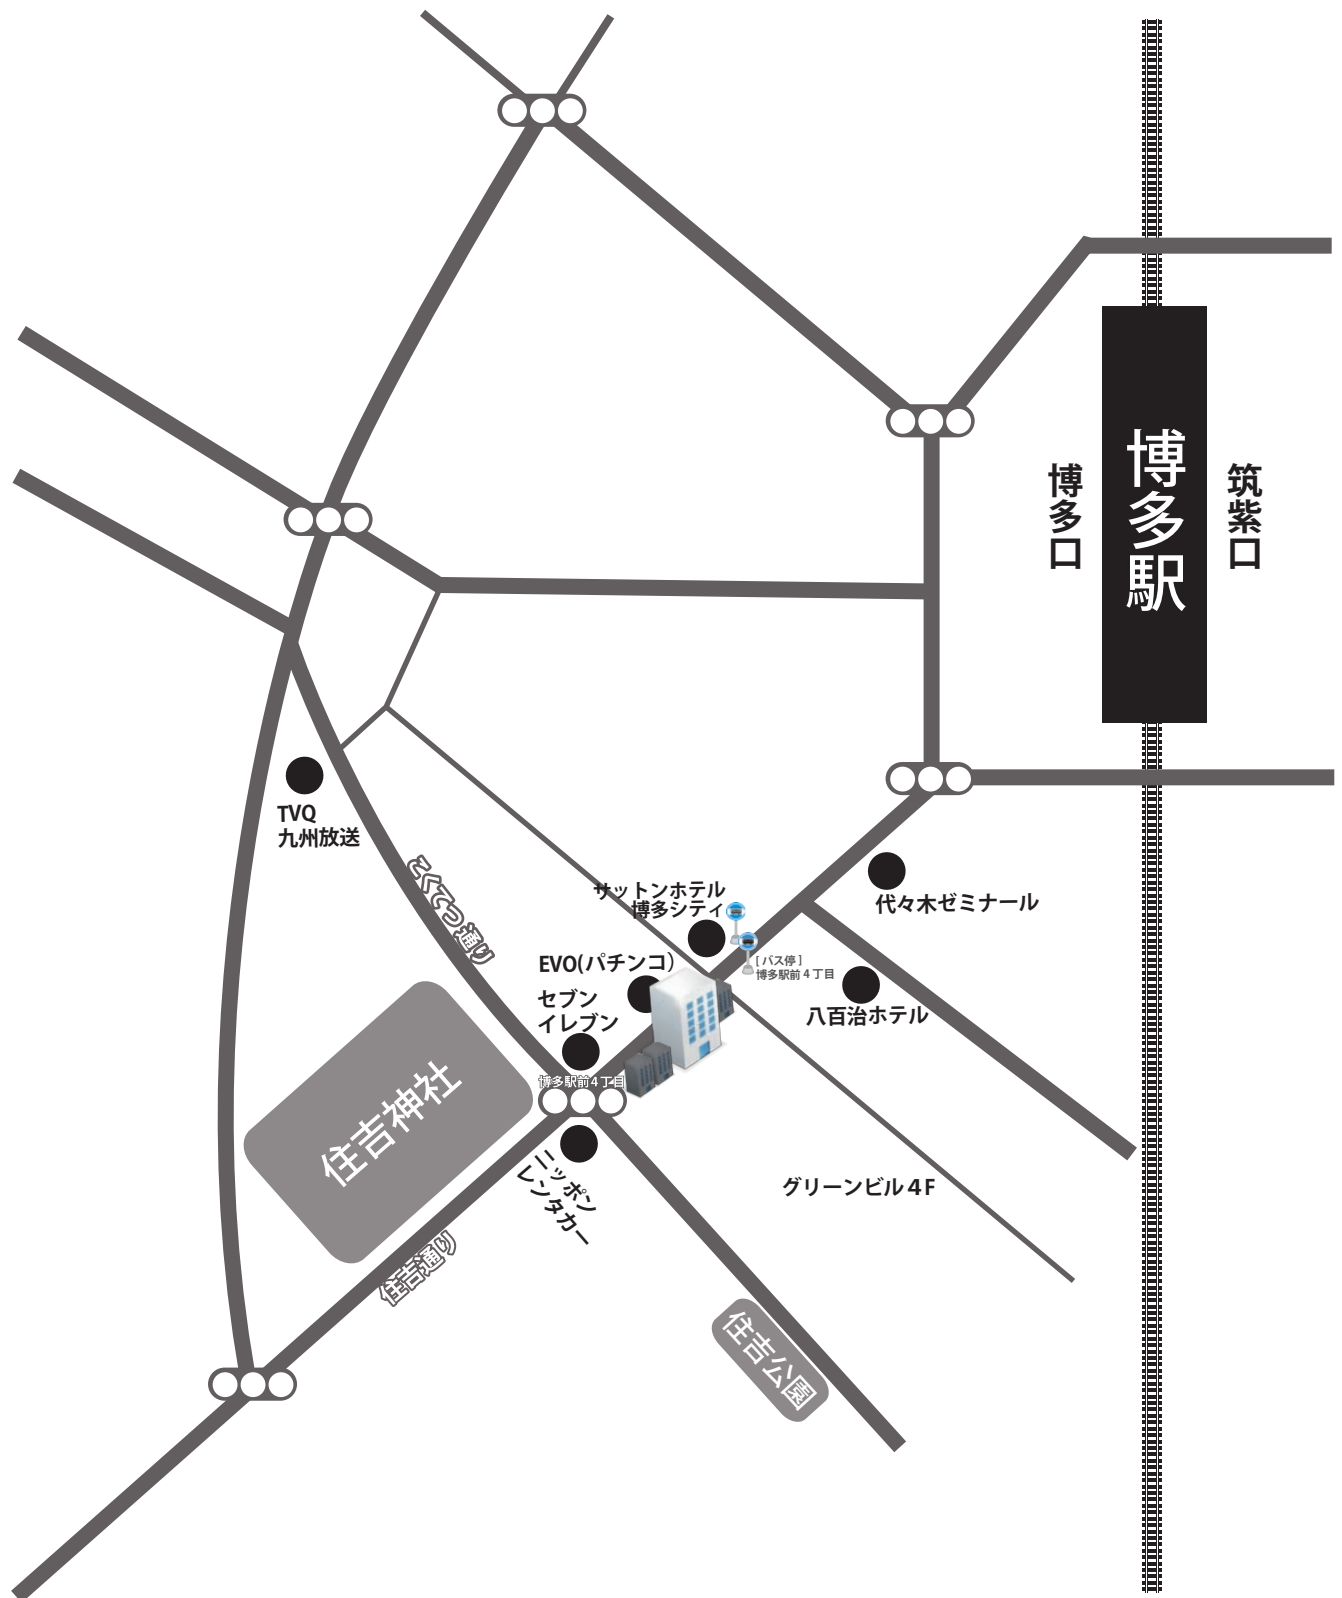 博多駅
博多口
筑紫口
TVQ
九州放送
こくてつ通り
サットンホテル
博多シティ
代々木ゼミナール
[バス停]
博多駅前4丁目
EVO(パチンコ)
セブン
イレブン
八百治ホテル
博多駅前4丁目
住吉神社
ニッポン
レンタカー
グリーンビル4F
住吉通り
住吉公園